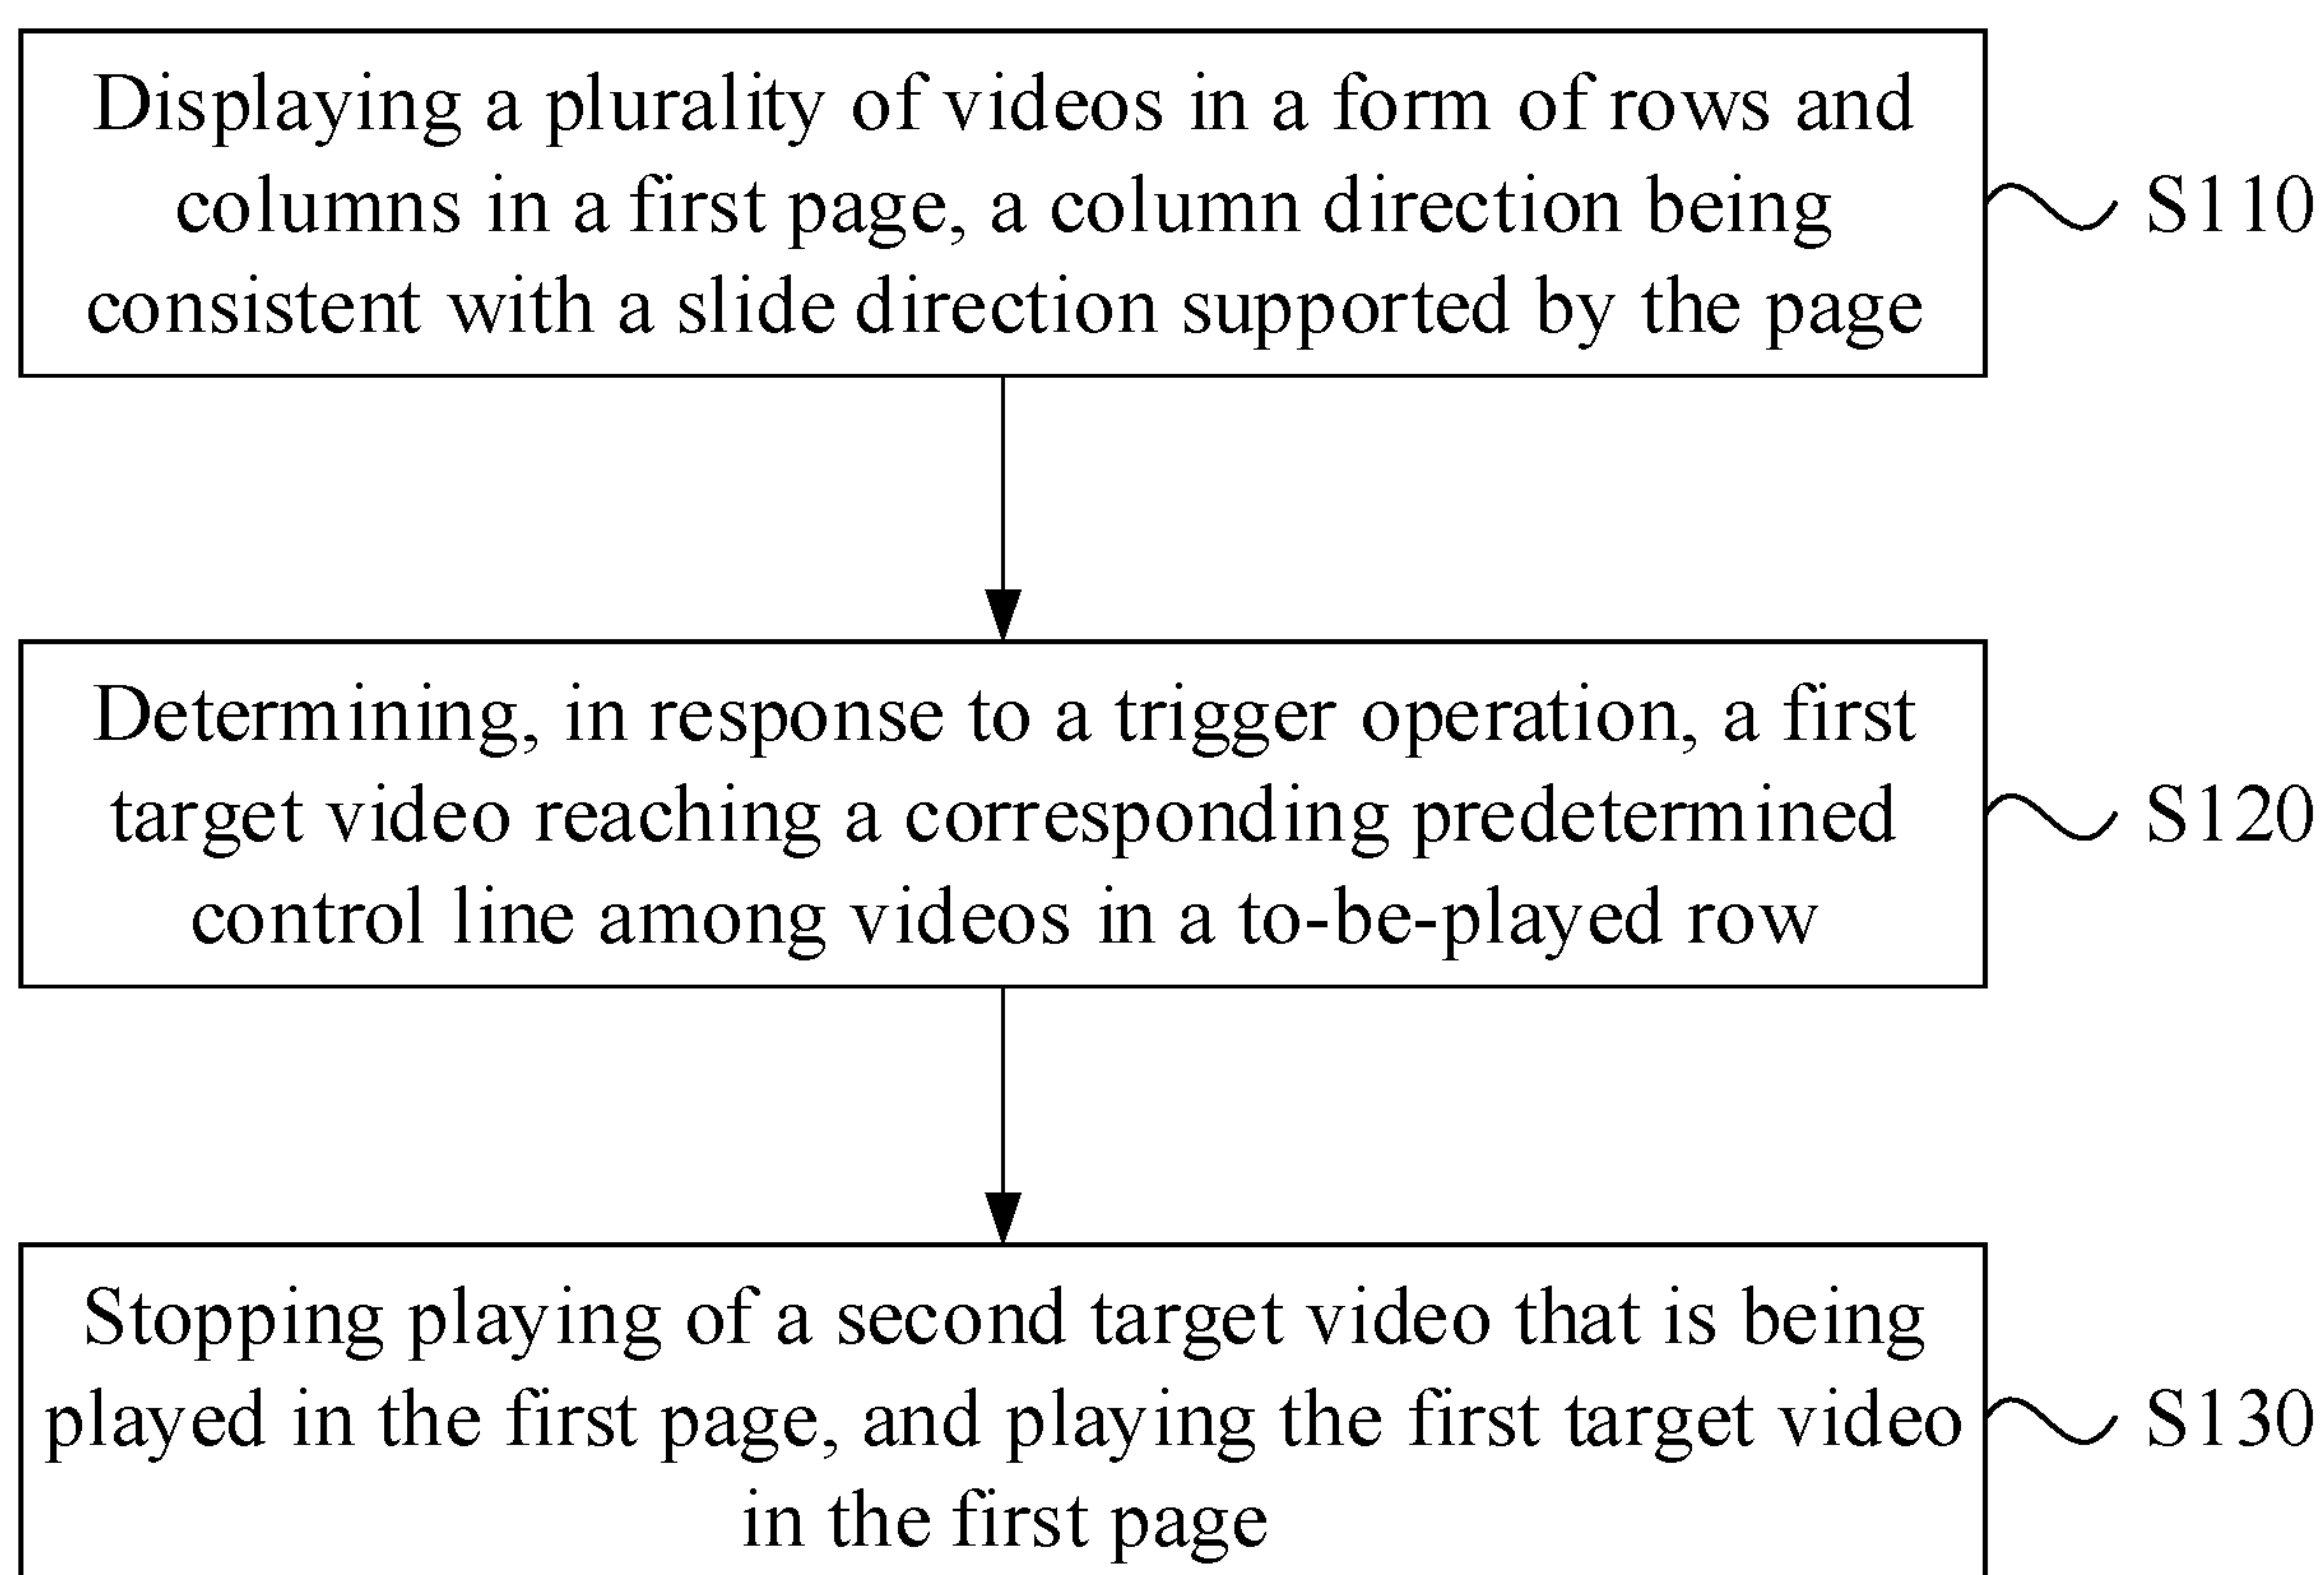 Displaying a plurality of videos in a form of rows and
columns in a first page, a column direction being
consistent with a slide direction supported by the page
S110
Determining, in response to a trigger operation, a first
target video reaching a corresponding predetermined
control line among videos in a to-be-played row
S120
Stopping playing of a second target video that is being
played in the first page, and playing the first target video
in the first page
S130